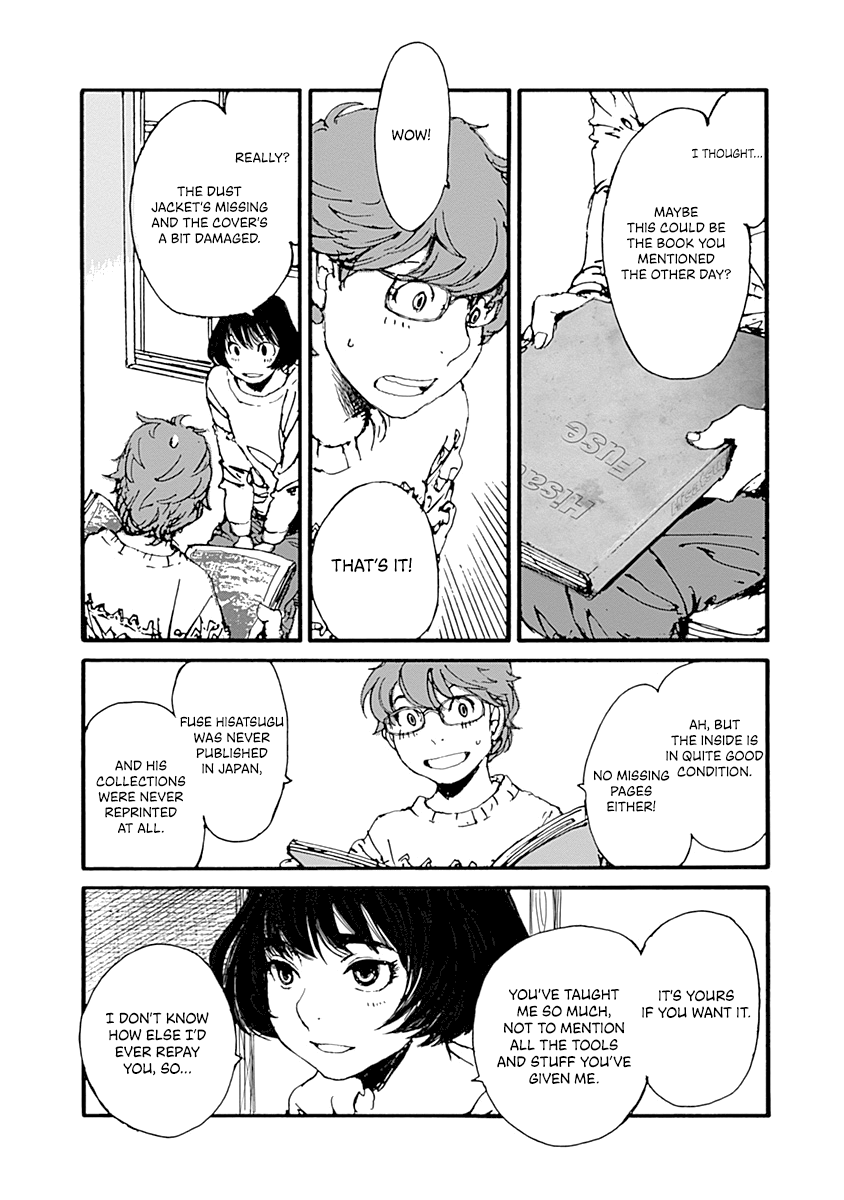 I THOUGHT...
MAYBE
THIS COULD BE
THE BOOK YOU
MENTIONED
THE OTHER DAY?
Fuse
Hisa
WOW!
THAT'S IT!
REALLY?
THE DUST
JACKET'S MISSING
AND THE COVER'S
A BIT DAMAGED.
AH, BUT
THE INSIDE IS
IN QUITE GOOD
CONDITION.
NO MISSING
PAGES
EITHER!
FUSE HISATSUGU
WAS NEVER
PUBLISHED
IN JAPAN,
AND HIS
COLLECTIONS
WERE NEVER
REPRINTED
AT ALL.
IT'S YOURS
IF YOU WANT IT.
YOU'VE TAUGHT
ME SO MUCH,
NOT TO MENTION
ALL THE TOOLS
AND STUFF YOU'VE
GIVEN ME.
I DON'T KNOW
HOW ELSE I'D
EVER REPAY
YOU, SO...